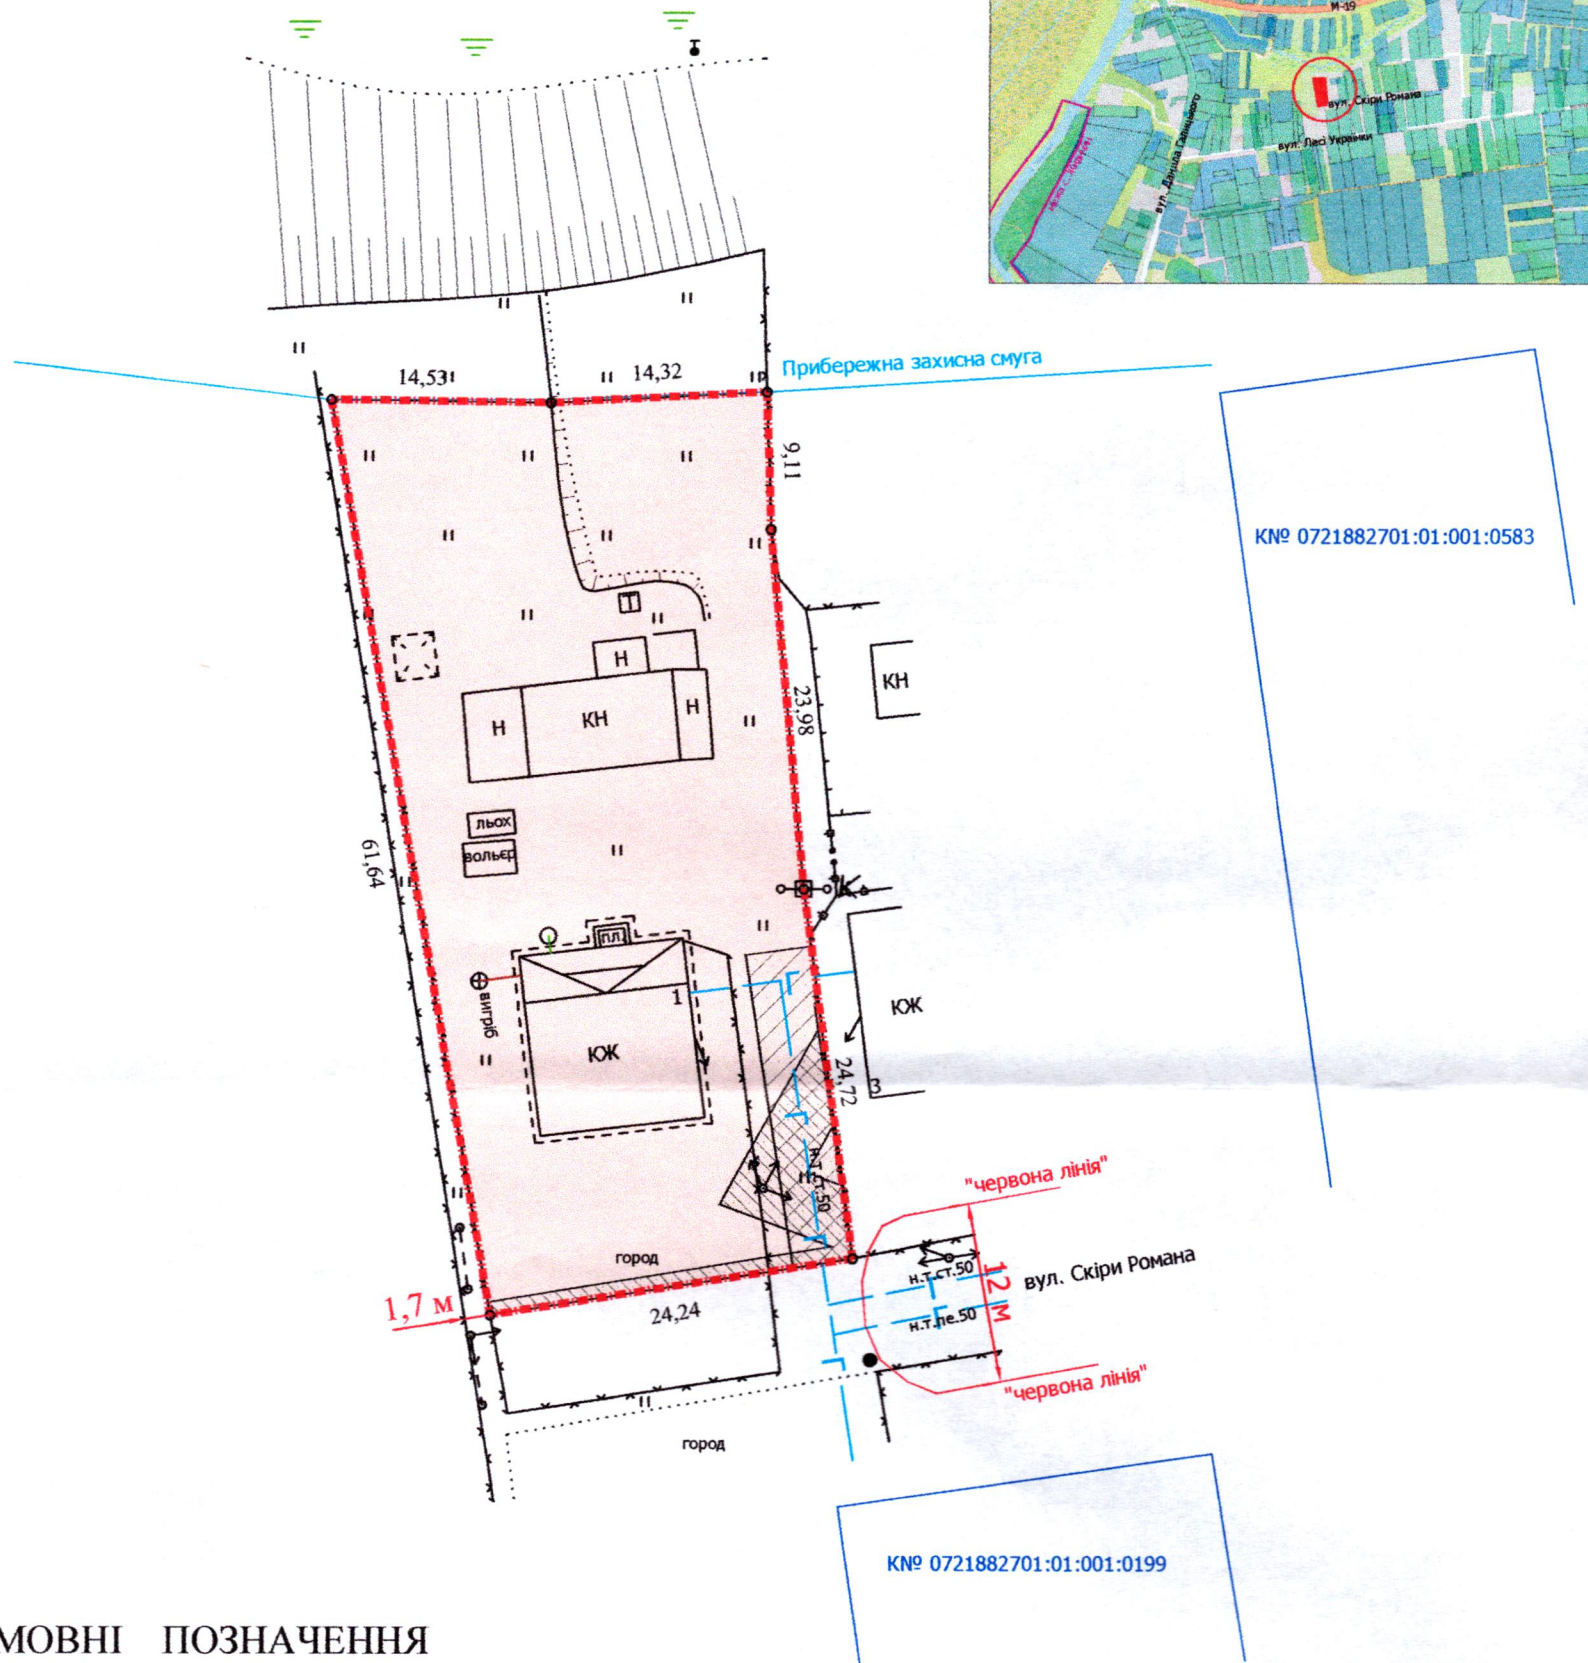 М-19
вул. Скіри Романа
вул. Лесі Українки
вул. Данила Галицького
Прибережна захисна смуга
14,53
14,32
9,11
К№ 0721882701:01:001:0583
Т
Н
КН
23,98
Н
КН
Н
льох
вольєр
61,64
К
пл
1
вигріб
КЖ
КЖ
24,72
3
н.т.ст.50
"червона лінія"
город
вул. Скіри Романа
н.т.ст.50
12 м
1,7 м
24,24
н.т.пе.50
"червона лінія"
город
К№ 0721882701:01:001:0199
МОВНІ ПОЗНАЧЕННЯ